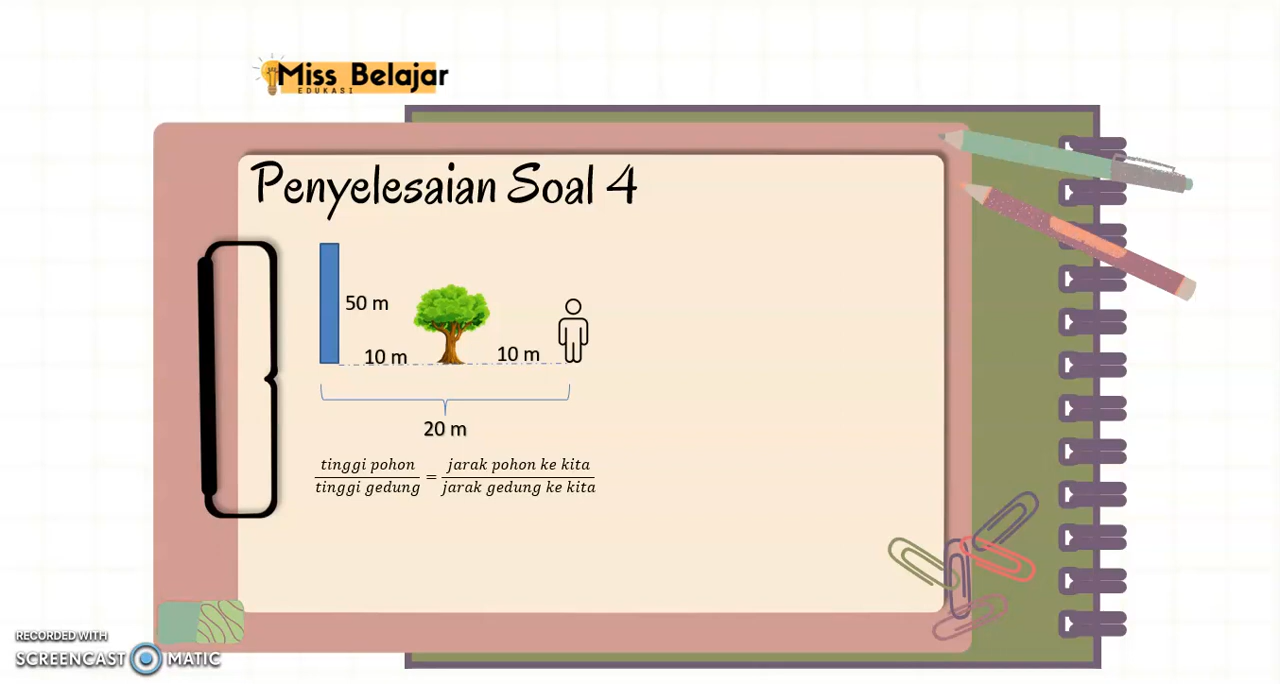 Miss Belajar
EDUKASI
Penyelesaian Soal 4
50 m
10 m
10 m
20 m
tinggi pohon / tinggi gedung = jarak pohon ke kita / jarak gedung ke kita
RECORDED WITH
SCREENCAST MATIC